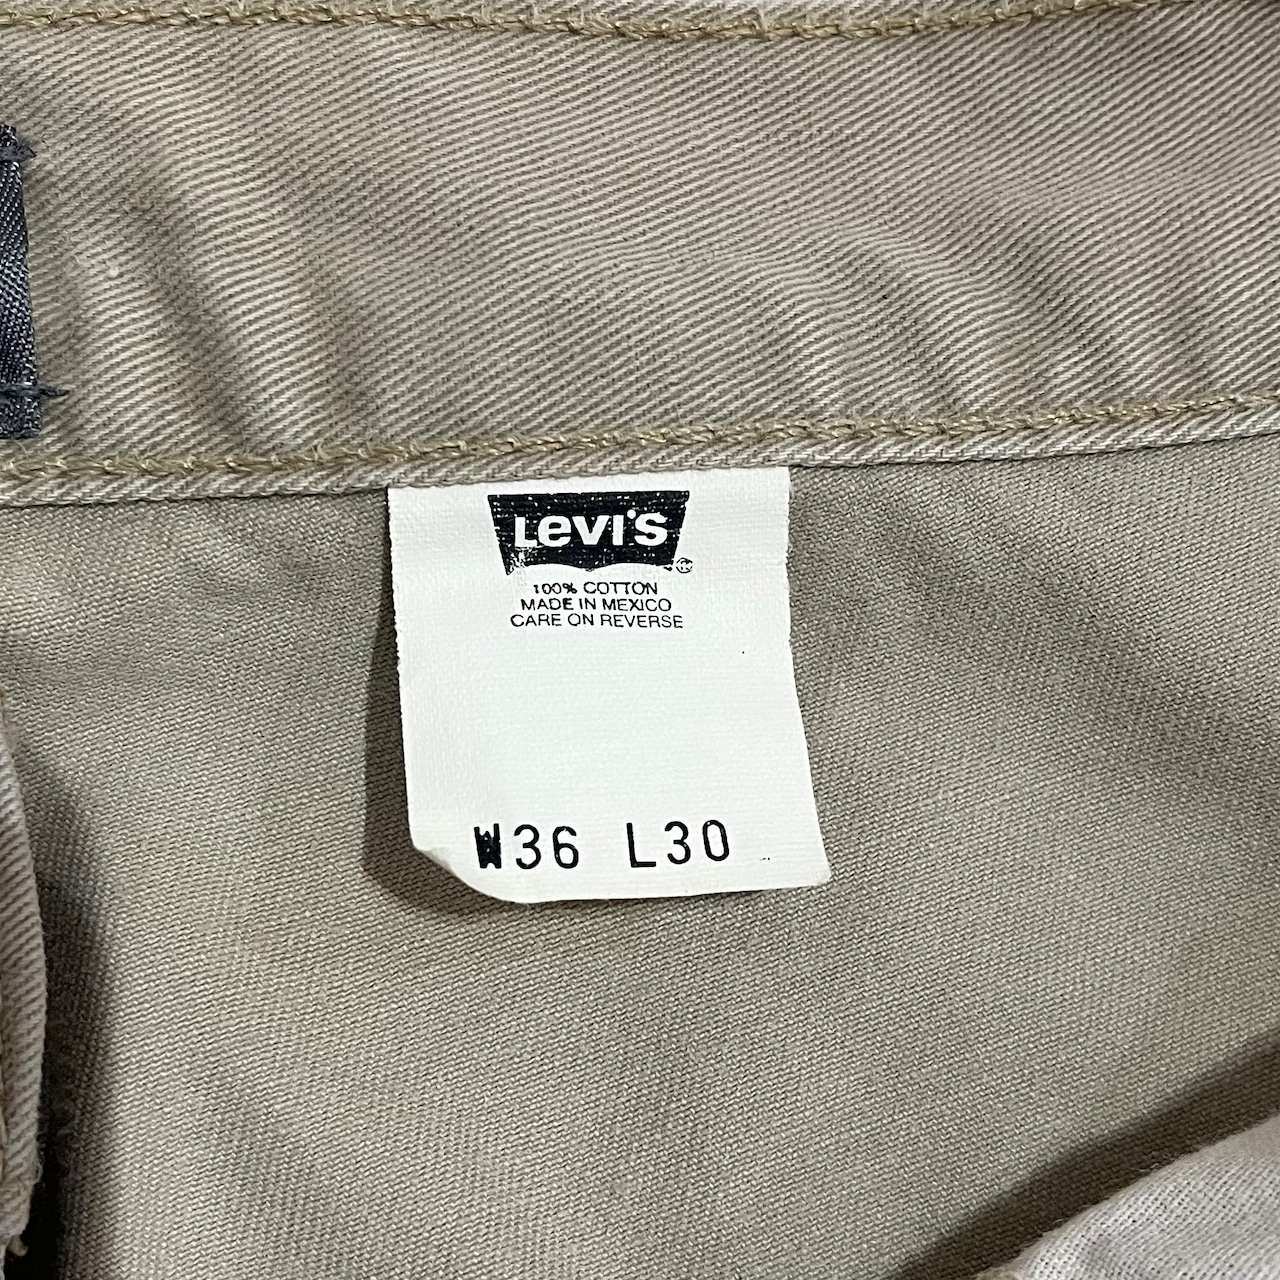 Levi's
100% COTTON
MADE IN MEXICO
CARE ON REVERSE
W36 L30